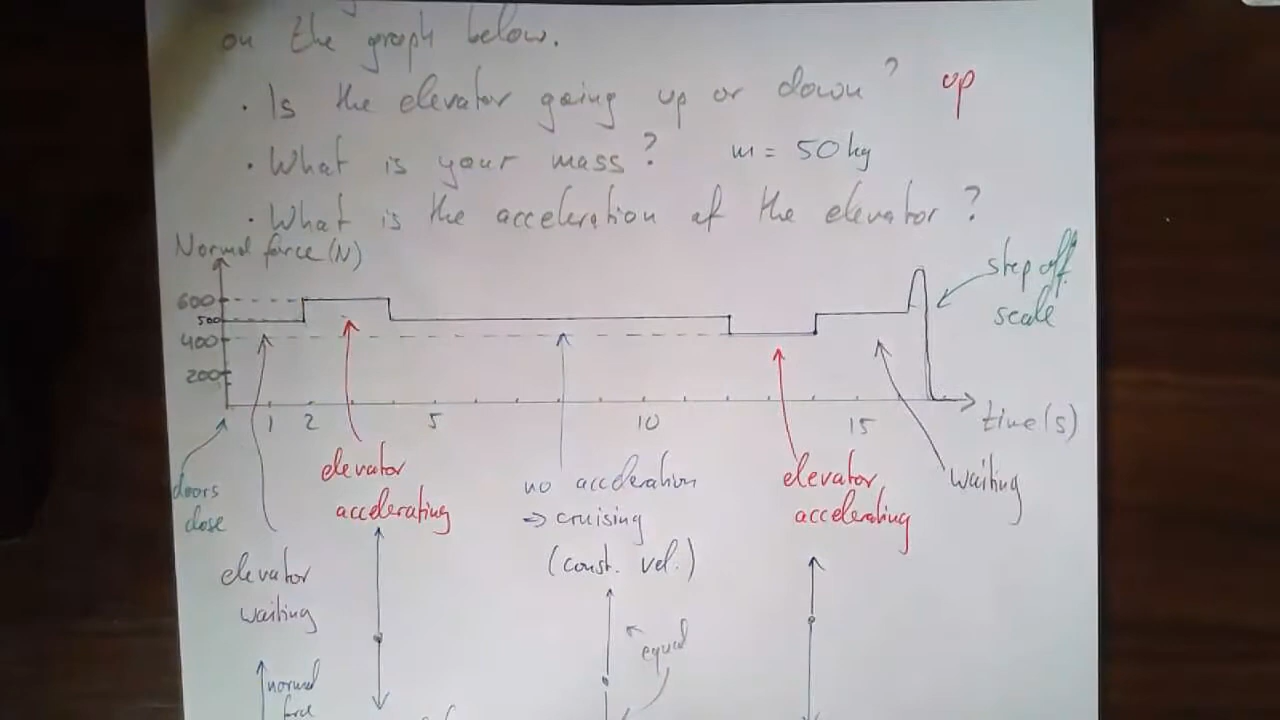 on the graph below.
· Is the elevator going up or down? up
· What is your mass? m = 50 kg
· What is the acceleration of the elevator?
Normal force (N)
step off
scale
600
500
400
200
1 2 5 10 15 time (s)
doors
close
elevator
accelerating
no acceleration
⇒ cruising
(const. vel.)
elevator
accelerating
waiting
elevator
waiting
equal
normal
force